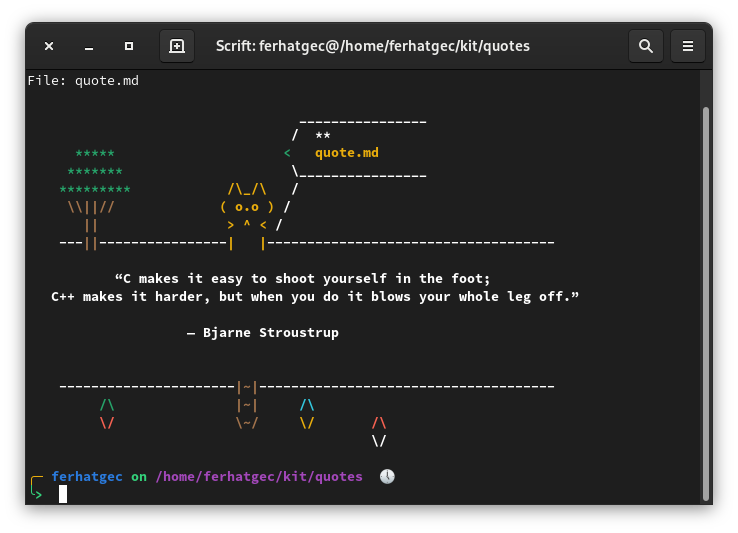 Scrift: ferhatgec@/home/ferhatgec/kit/quotes
File: quote.md
quote.md
“C makes it easy to shoot yourself in the foot;
C++ makes it harder, but when you do it blows your whole leg off.”
— Bjarne Stroustrup
ferhatgec on /home/ferhatgec/kit/quotes